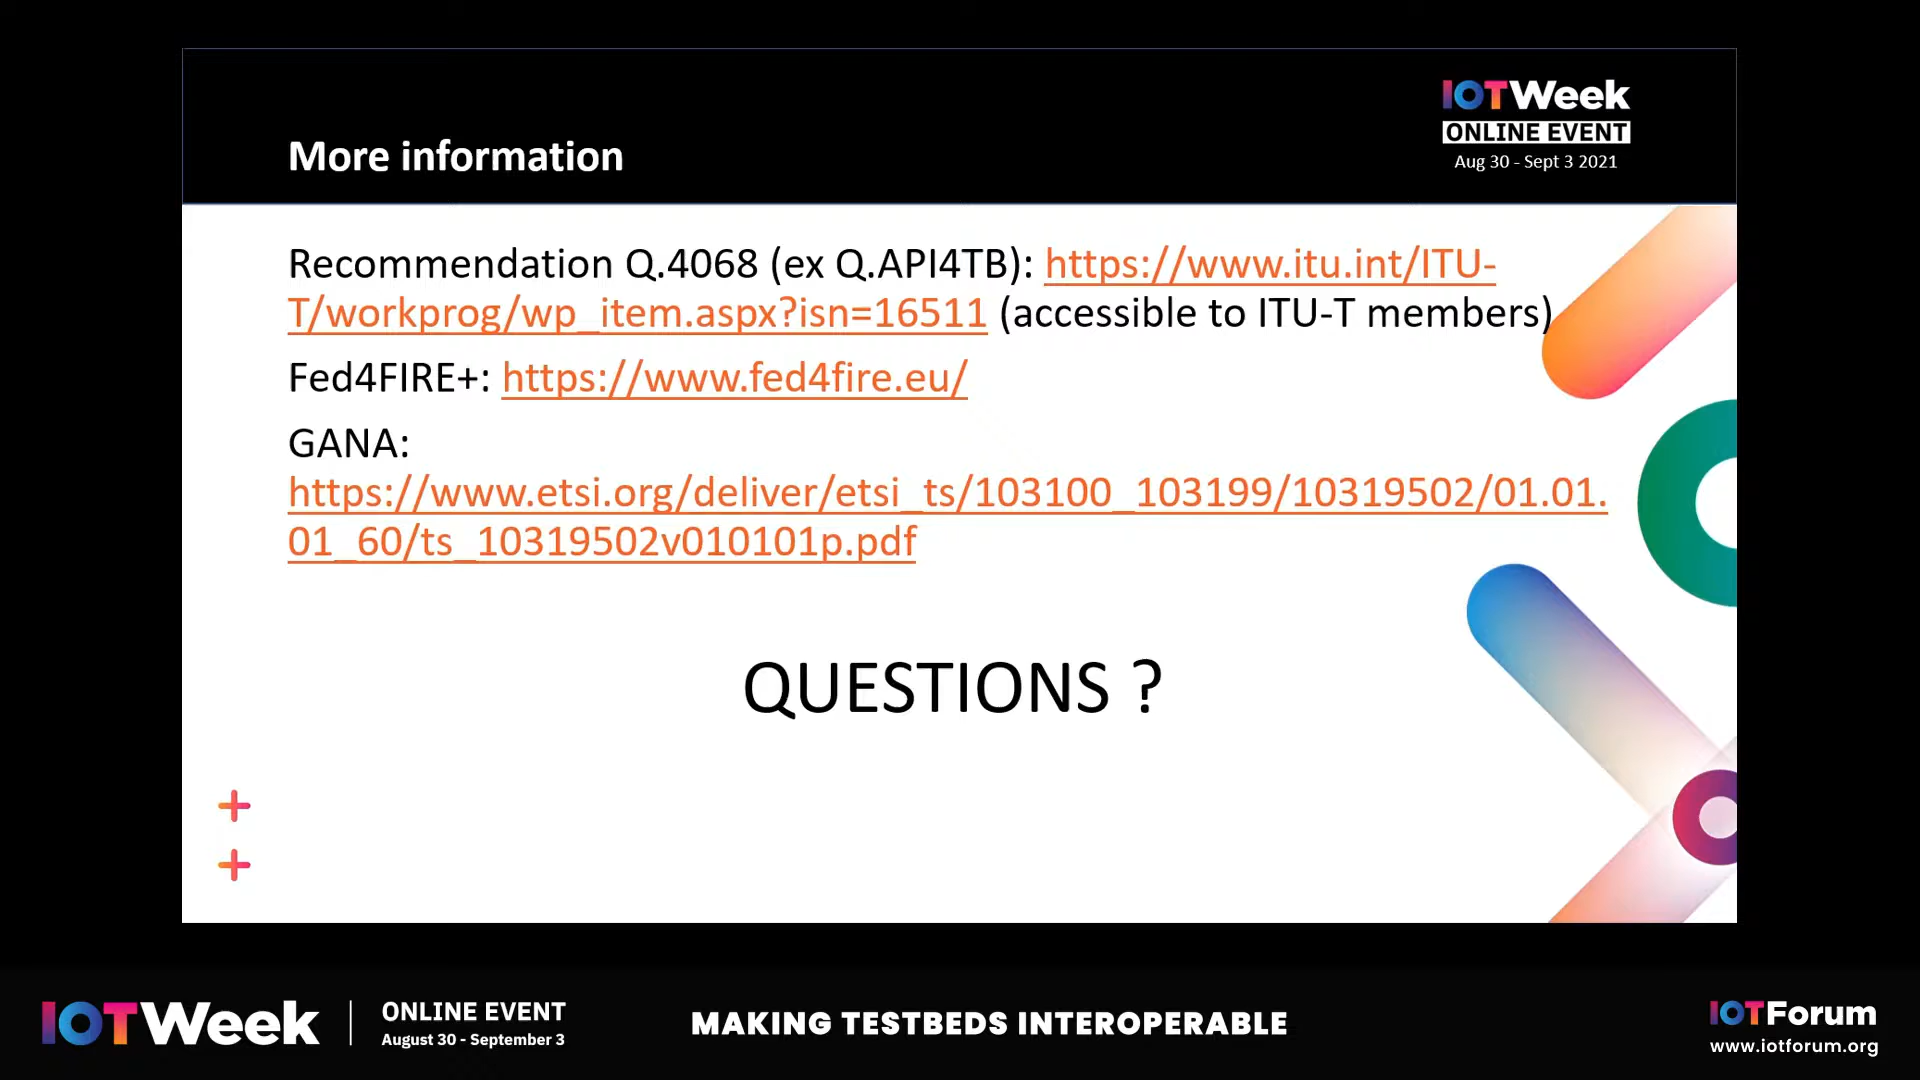 IOTWeek
ONLINE EVENT
Aug 30 - Sept 3 2021
More information
Recommendation Q.4068 (ex Q.API4TB): https://www.itu.int/ITU-
T/workprog/wp_item.aspx?isn=16511 (accessible to ITU-T members)
Fed4FIRE+: https://www.fed4fire.eu/
GANA:
https://www.etsi.org/deliver/etsi_ts/103100_103199/10319502/01.01.
01_60/ts_10319502v010101p.pdf
QUESTIONS ?
IOTWeek
ONLINE EVENT
August 30 - September 3
MAKING TESTBEDS INTEROPERABLE
IOTForum
www.iotforum.org